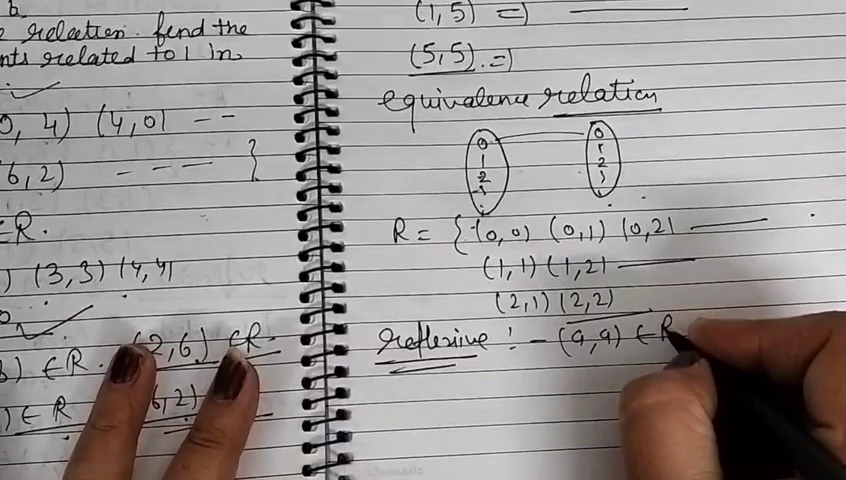 b
e relation. find the
nts related to 1 in
0, 4) (4,0) - -
6,2) - - - }
∈R.
) (3,3) (4,4)
b) ∈R. (2,6) ∈R.
) ∈ R 6,2)
(1,5) =)
(5,5). =)
equivalence relation
0 0
1 1
2 2
3 3
R = { (0,0) (0,1) (0,2)
(1,1) (1,2)
(2,1) (2,2)
reflexive ! - (a,a) ∈ R